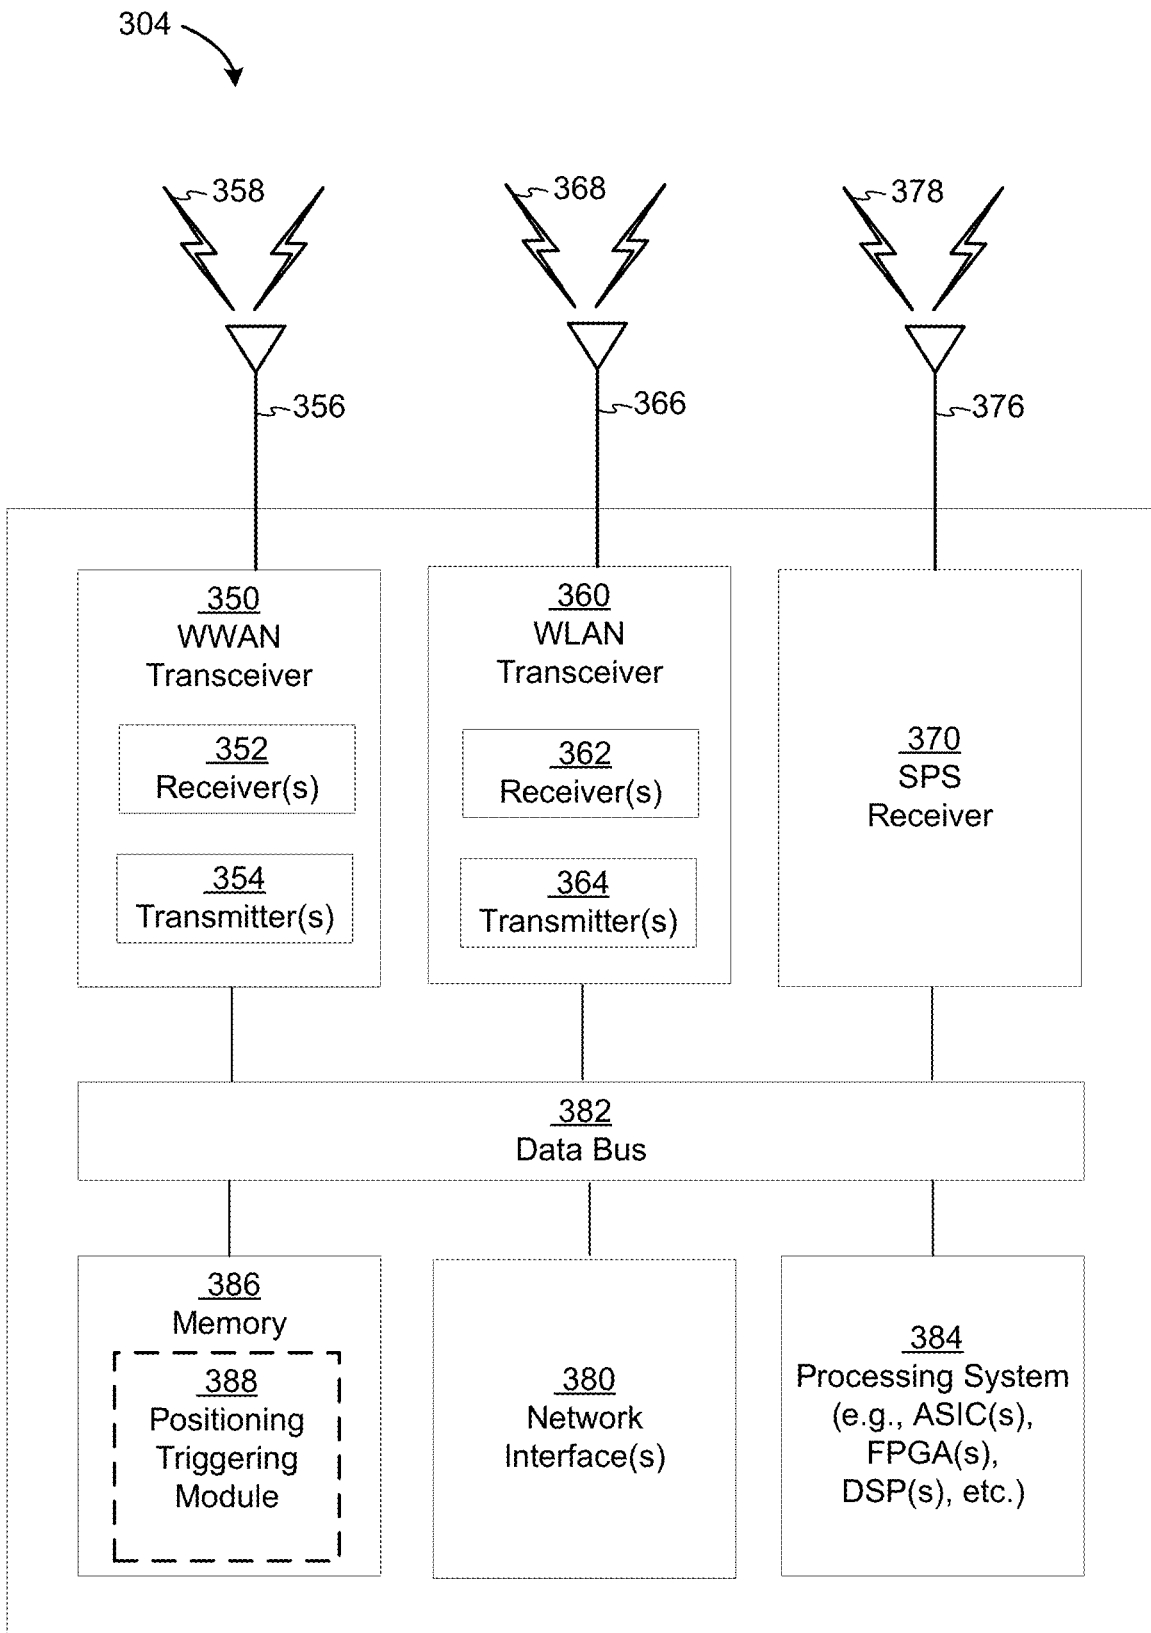 304
358
368
378
356
366
376
350
WWAN
Transceiver
352
Receiver(s)
354
Transmitter(s)
360
WLAN
Transceiver
362
Receiver(s)
364
Transmitter(s)
370
SPS
Receiver
382
Data Bus
386
Memory
388
Positioning
Triggering
Module
380
Network
Interface(s)
384
Processing System
(e.g., ASIC(s),
FPGA(s),
DSP(s), etc.)